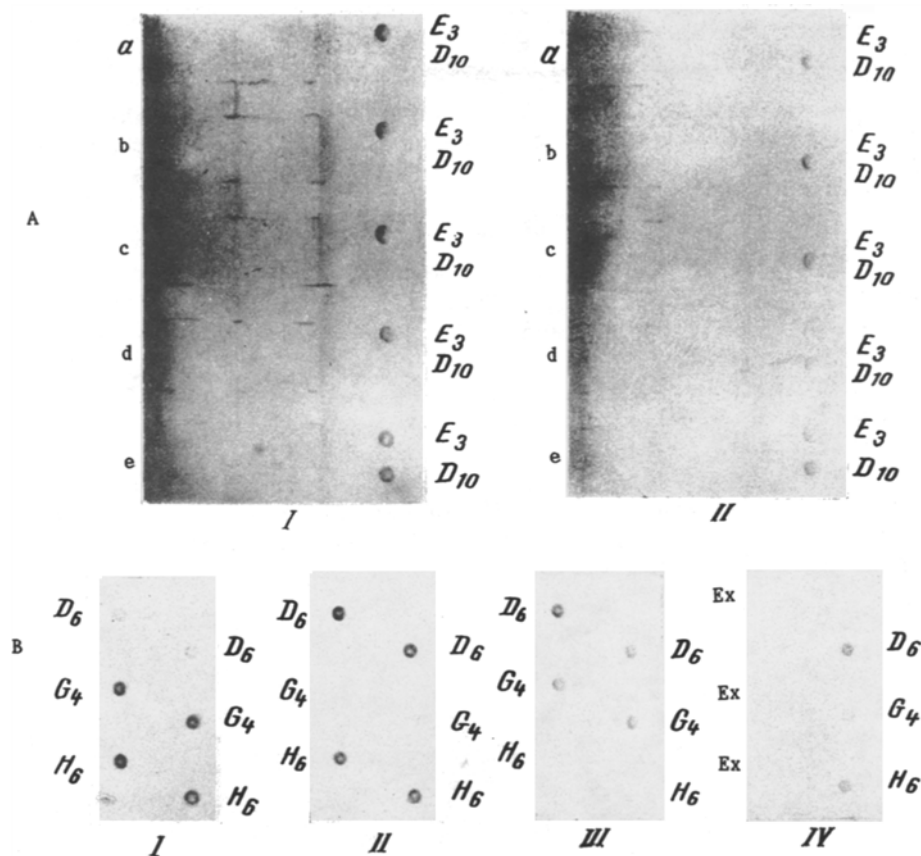 a E3 a E3
D10 D10
b E3 b E3
D10 D10
A
c E3 c E3
D10 D10
d E3 d E3
D10 D10
e E3 e E3
D10 D10
I II
D6 D6 D6 Ex
B D6 D6 D6 D6
G4 G4 G4 Ex
G4 G4 G4 G4
H6 H6 H6 Ex
H6 H6 H6 H6
I II III IV